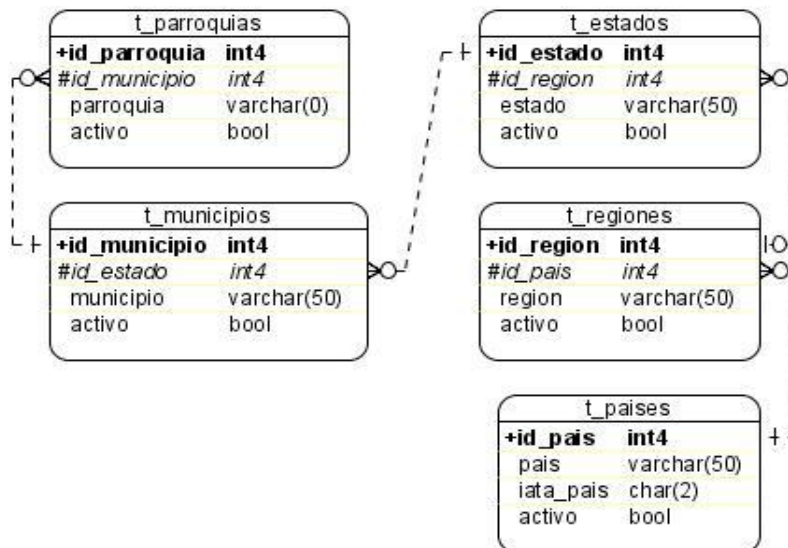 t_parroquias
+id_parroquia int4
#id_municipio int4
parroquia varchar(0)
activo bool
t_municipios
+id_municipio int4
#id_estado int4
municipio varchar(50)
activo bool
t_estados
+id_estado int4
#id_region int4
estado varchar(50)
activo bool
t_regiones
+id_region int4
#id_pais int4
region varchar(50)
activo bool
t_paises
+id_pais int4
pais varchar(50)
iata_pais char(2)
activo bool